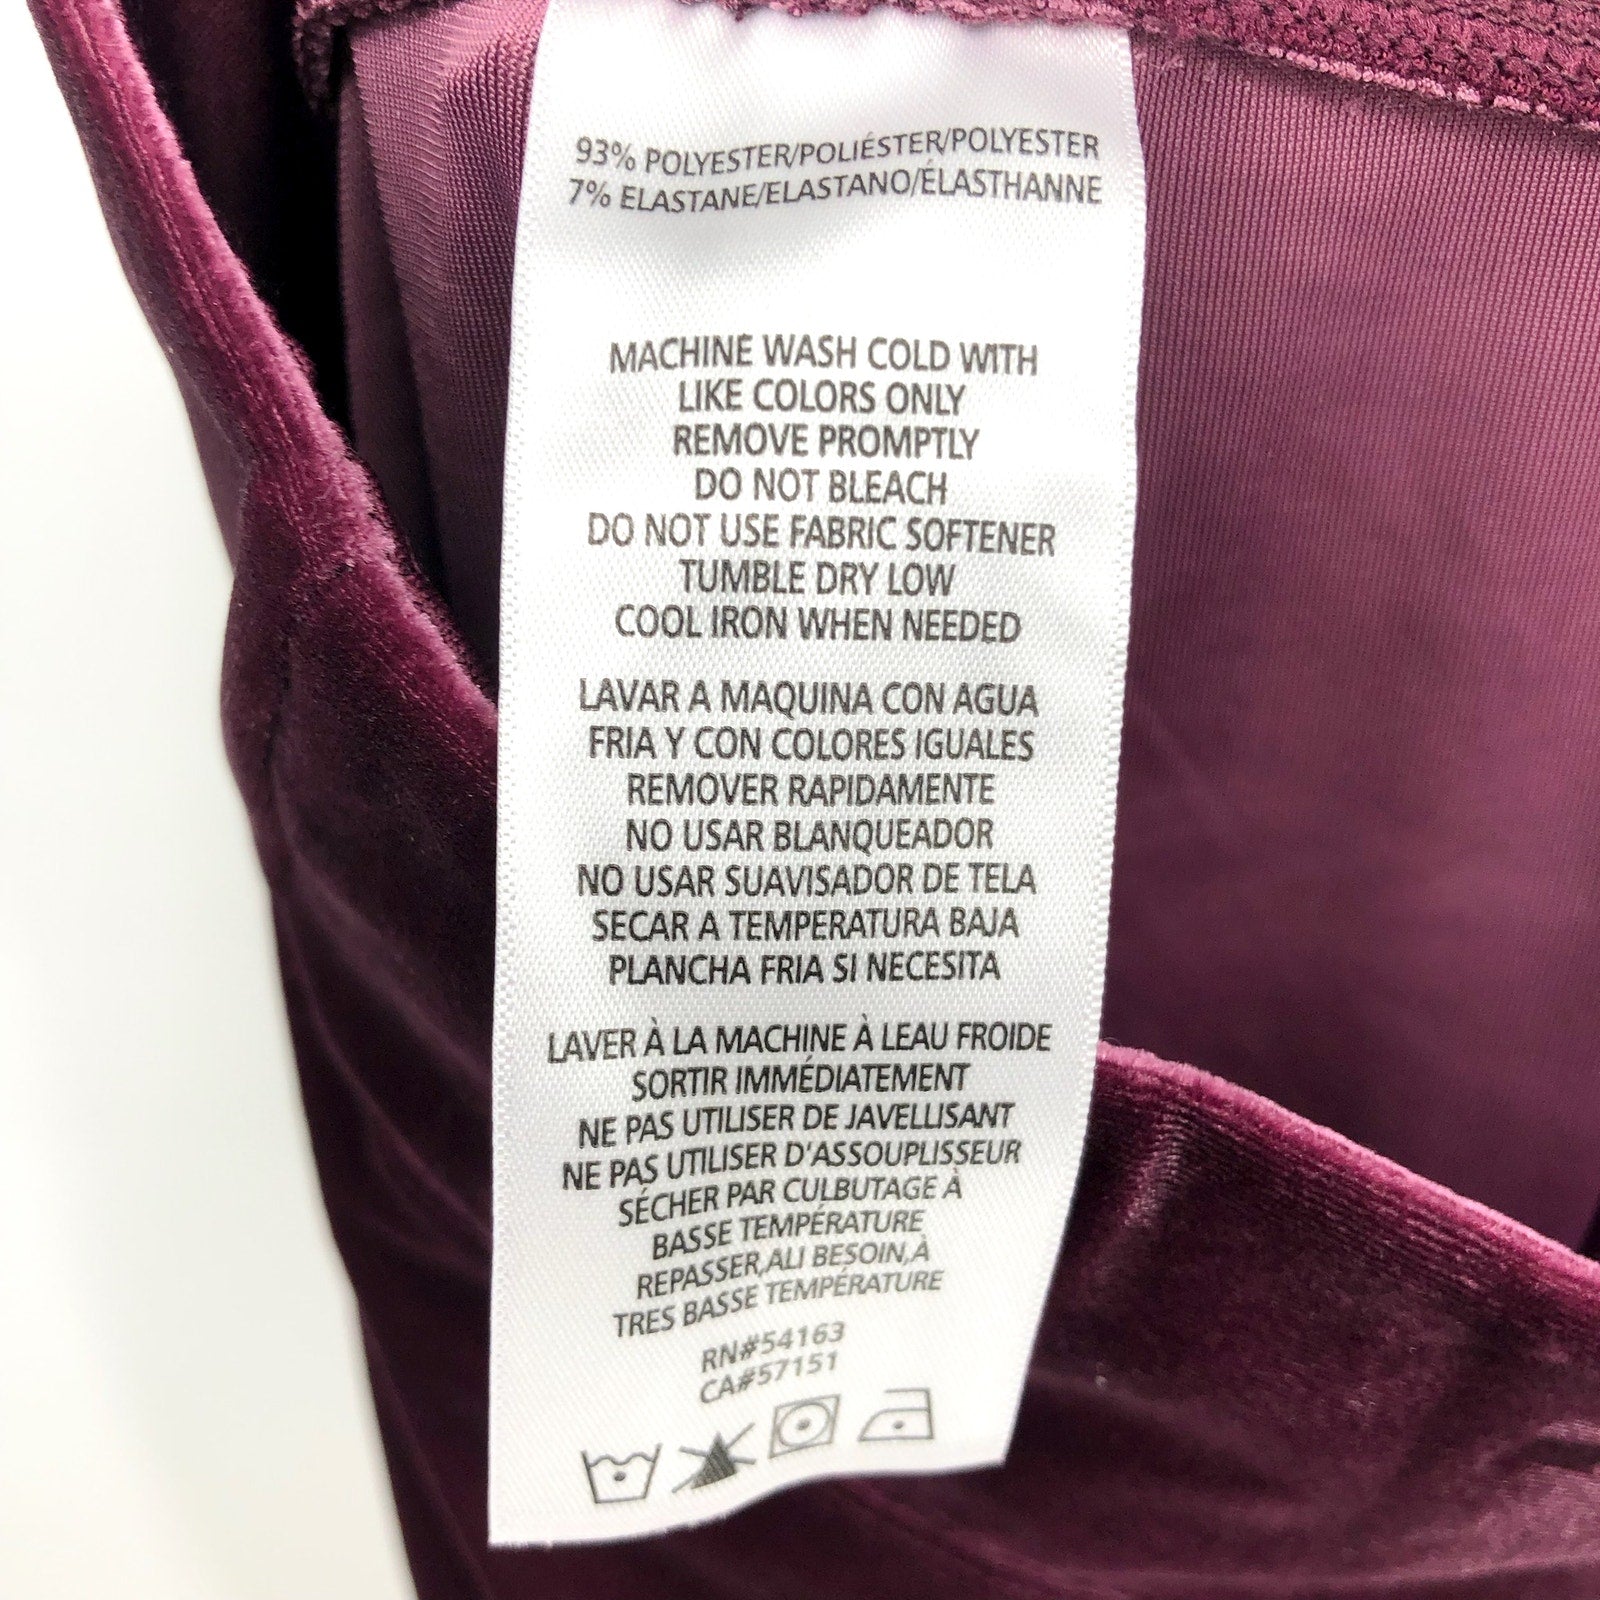 93% POLYESTER/POLIÉSTER/POLYESTER
7% ELASTANE/ELASTANO/ÉLASTHANNE
MACHINE WASH COLD WITH
LIKE COLORS ONLY
REMOVE PROMPTLY
DO NOT BLEACH
DO NOT USE FABRIC SOFTENER
TUMBLE DRY LOW
COOL IRON WHEN NEEDED
LAVAR A MAQUINA CON AGUA
FRIA Y CON COLORES IGUALES
REMOVER RAPIDAMENTE
NO USAR BLANQUEADOR
NO USAR SUAVISADOR DE TELA
SECAR A TEMPERATURA BAJA
PLANCHA FRIA SI NECESITA
LAVER À LA MACHINE À LEAU FROIDE
SORTIR IMMÉDIATEMENT
NE PAS UTILISER DE JAVELLISANT
NE PAS UTILISER D'ASSOUPLISSEUR
SÉCHER PAR CULBUTAGE À
BASSE TEMPÉRATURE
REPASSER,ALI BESOIN,À
TRES BASSE TEMPÉRATURE
RN#54163
CA#57151